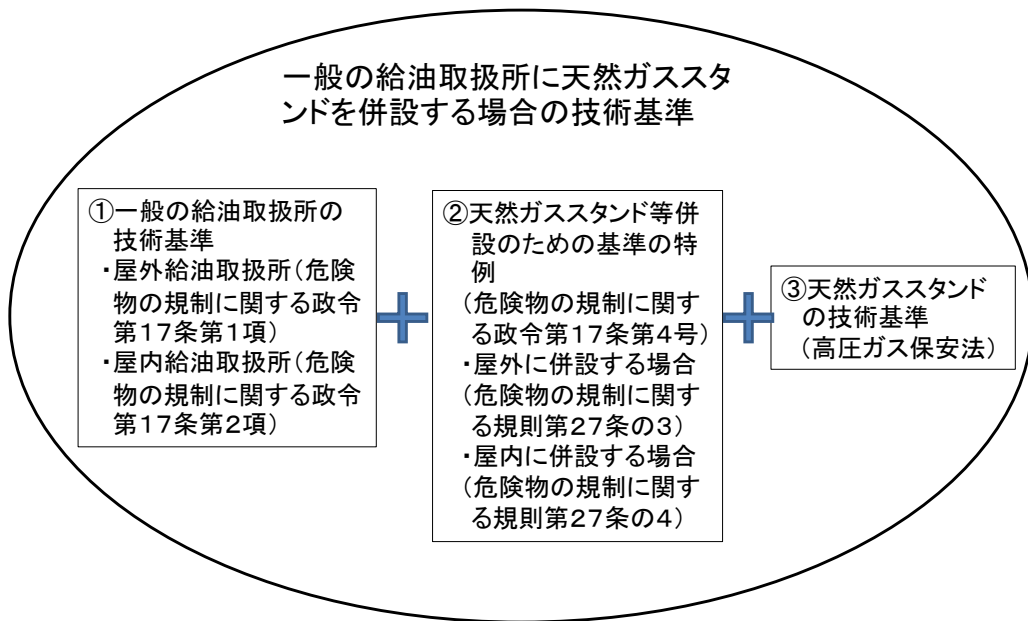 一般の給油取扱所に天然ガススタ
ンドを併設する場合の技術基準
①一般の給油取扱所の
技術基準
・屋外給油取扱所（危険
物の規制に関する政令
第１７条第１項）
・屋内給油取扱所（危険
物の規制に関する政令
第１７条第２項）
②天然ガススタンド等併
設のための基準の特
例
（危険物の規制に関す
る政令第１７条第４号）
・屋外に併設する場合
（危険物の規制に関す
る規則第２７条の３）
・屋内に併設する場合
（危険物の規制に関す
る規則第２７条の４）
③天然ガススタンド
の技術基準
（高圧ガス保安法）